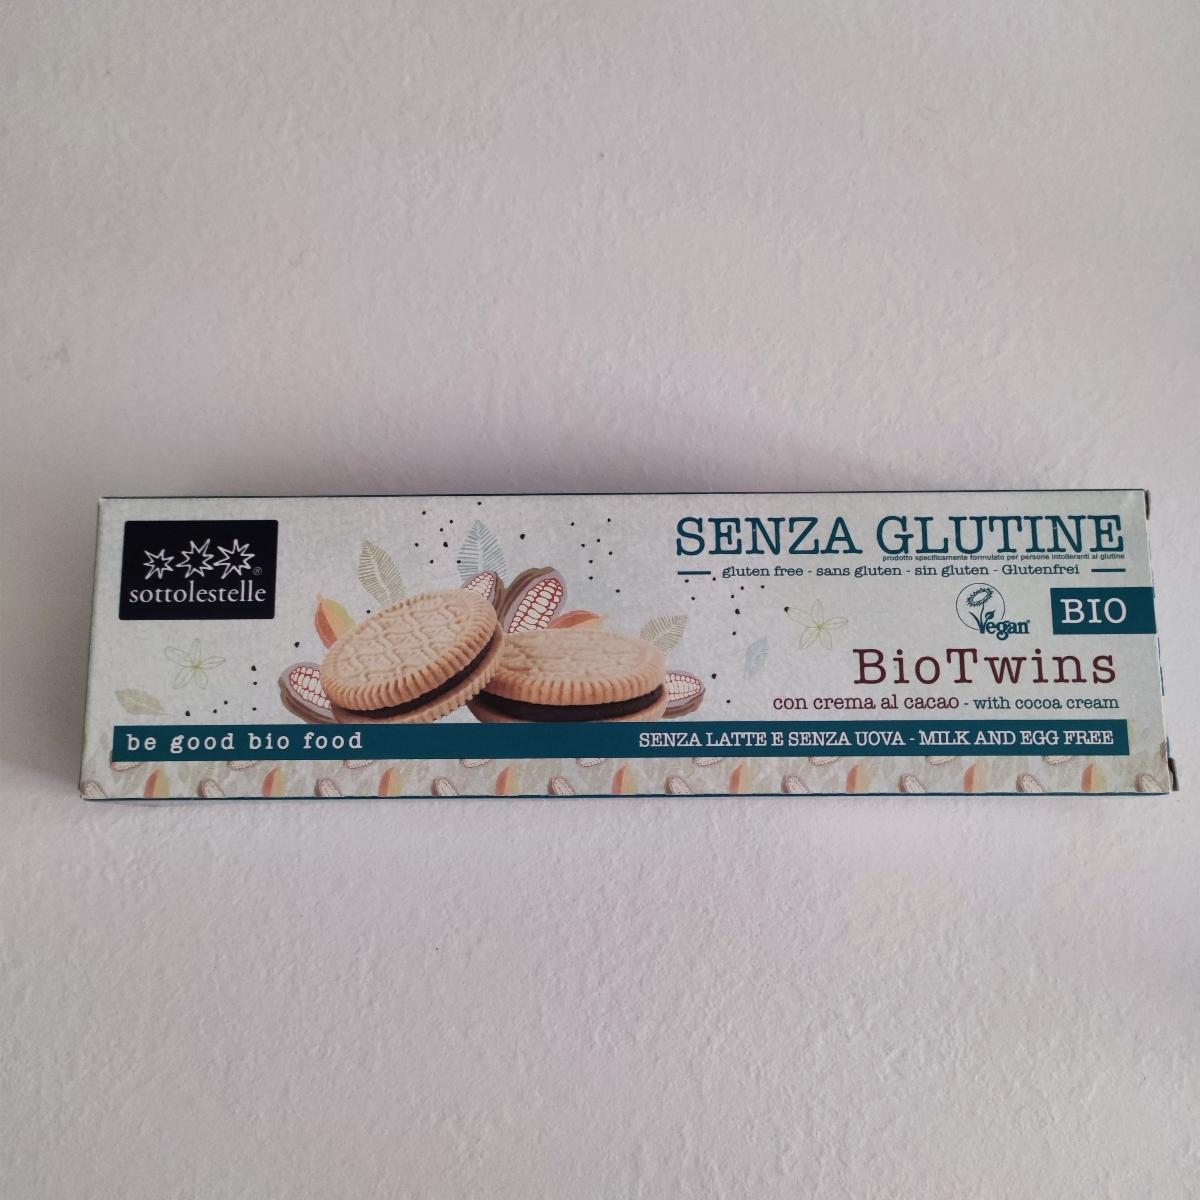 sottolestelle
SENZA GLUTINE
prodotto specificamente formulato per persone intolleranti al glutine
gluten free - sans gluten - sin gluten - Glutenfrei
Vegan
BIO
BioTwins
con crema al cacao - with cocoa cream
be good bio food
SENZA LATTE E SENZA UOVA - MILK AND EGG FREE